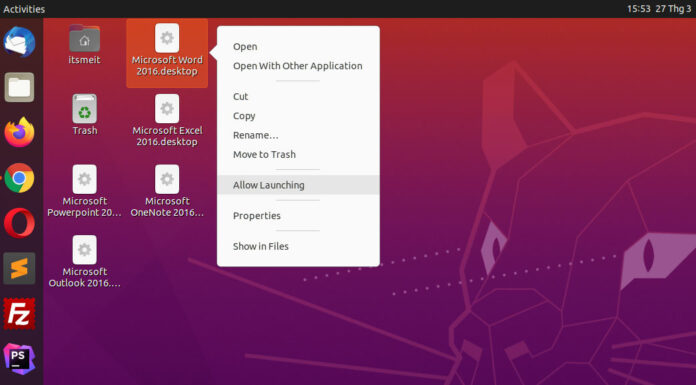 Activities
15:53 27 Thg 3
itsmeit
Microsoft Word
2016.desktop
Trash
Microsoft Excel
2016.desktop
Microsoft
Powerpoint 20...
Microsoft
OneNote 2016...
Microsoft
Outlook 2016....
Open
Open With Other Application
Cut
Copy
Rename...
Move to Trash
Allow Launching
Properties
Show in Files
Fz
PS